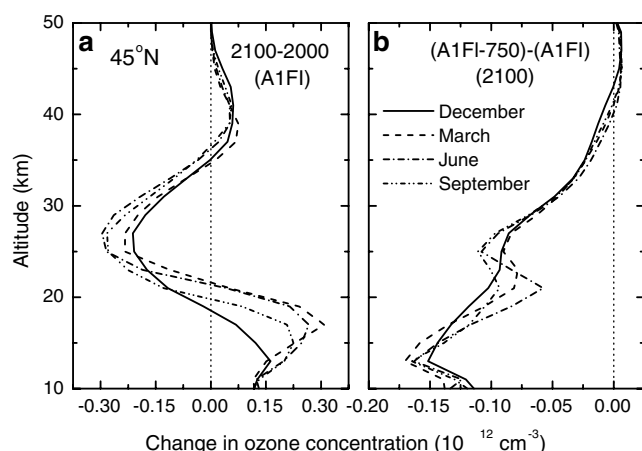 a
45°N
2100-2000
(A1FI)
b
(A1FI-750)-(A1FI)
(2100)
December
March
June
September
Altitude (km)
50
40
30
20
10
-0.30 -0.15 0.00 0.15 0.30
-0.20 -0.15 -0.10 -0.05 0.00
Change in ozone concentration (10 12 cm-3)